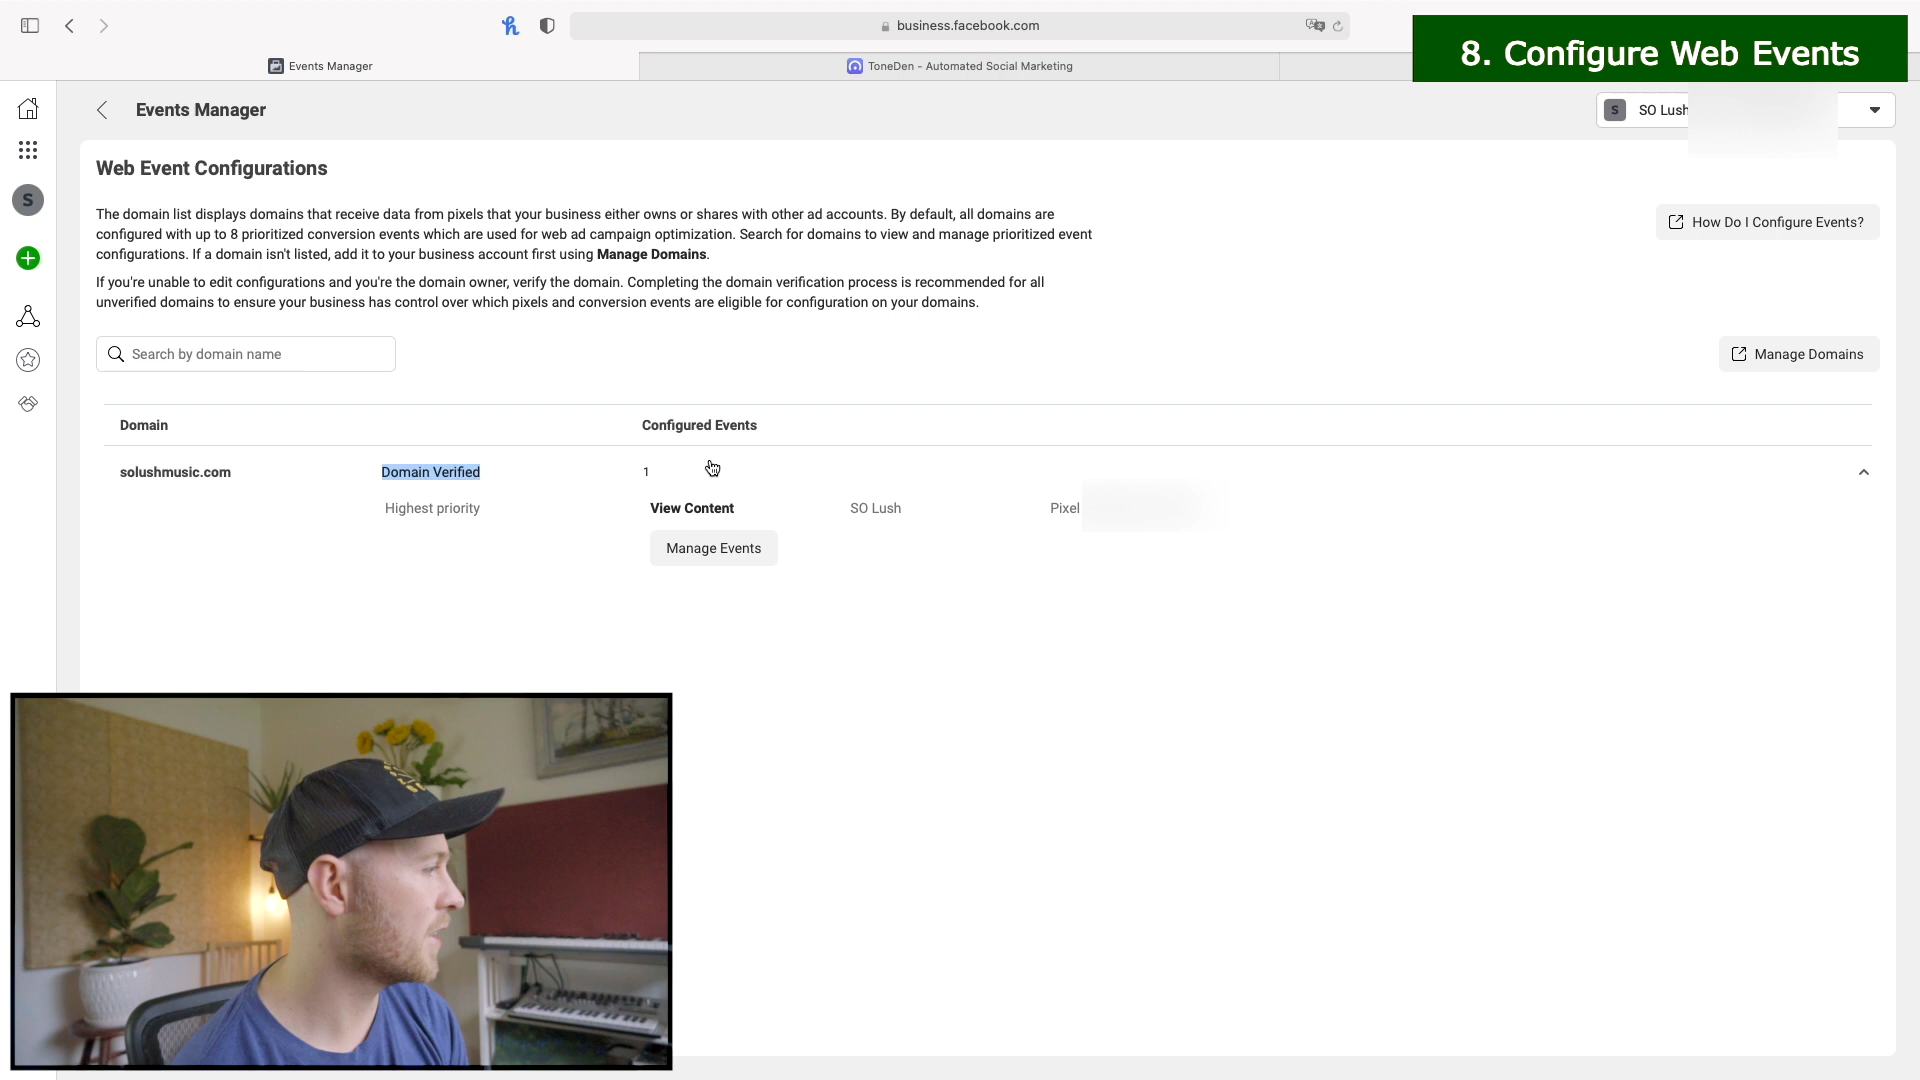 business.facebook.com
8. Configure Web Events
Events Manager
ToneDen - Automated Social Marketing
Events Manager
S
SO Lush
Web Event Configurations
S
The domain list displays domains that receive data from pixels that your business either owns or shares with other ad accounts. By default, all domains are
configured with up to 8 prioritized conversion events which are used for web ad campaign optimization. Search for domains to view and manage prioritized event
configurations. If a domain isn't listed, add it to your business account first using Manage Domains.
How Do I Configure Events?
If you're unable to edit configurations and you're the domain owner, verify the domain. Completing the domain verification process is recommended for all
unverified domains to ensure your business has control over which pixels and conversion events are eligible for configuration on your domains.
Search by domain name
Manage Domains
Domain
Configured Events
solushmusic.com
Domain Verified
1
Highest priority
View Content
SO Lush
Pixel
Manage Events